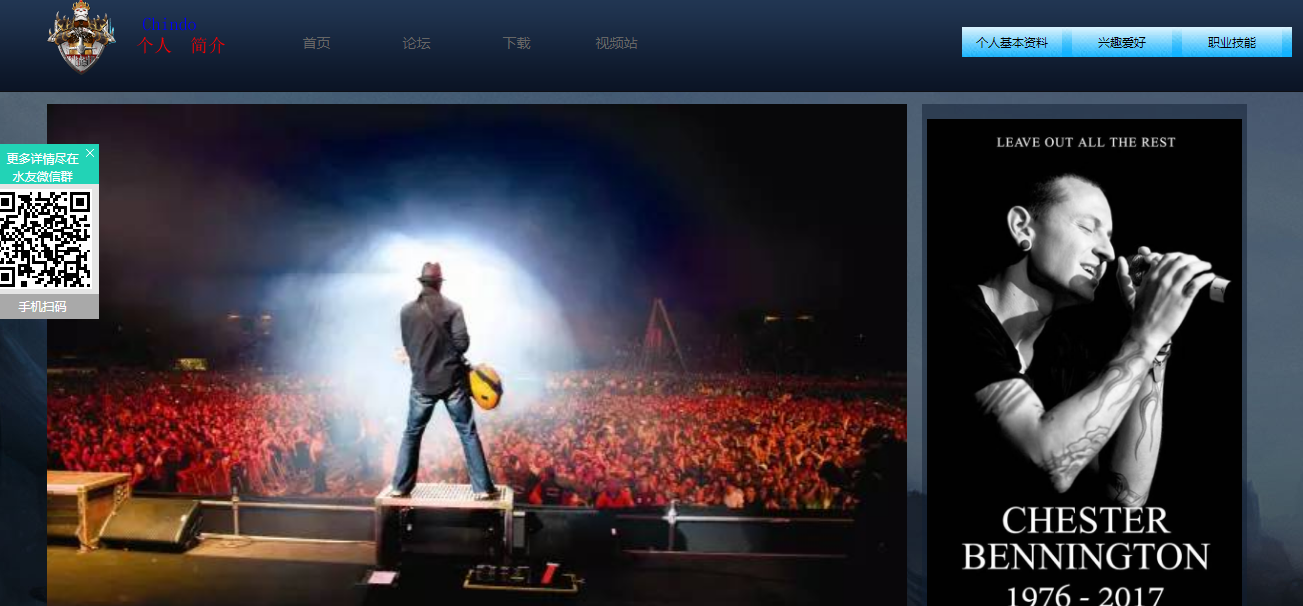 Chindo
个人 简介
首页
论坛
下载
视频站
个人基本资料
兴趣爱好
职业技能
更多详情尽在
水友微信群
手机扫码
LEAVE OUT ALL THE REST
CHESTER
BENNINGTON
1976 - 2017